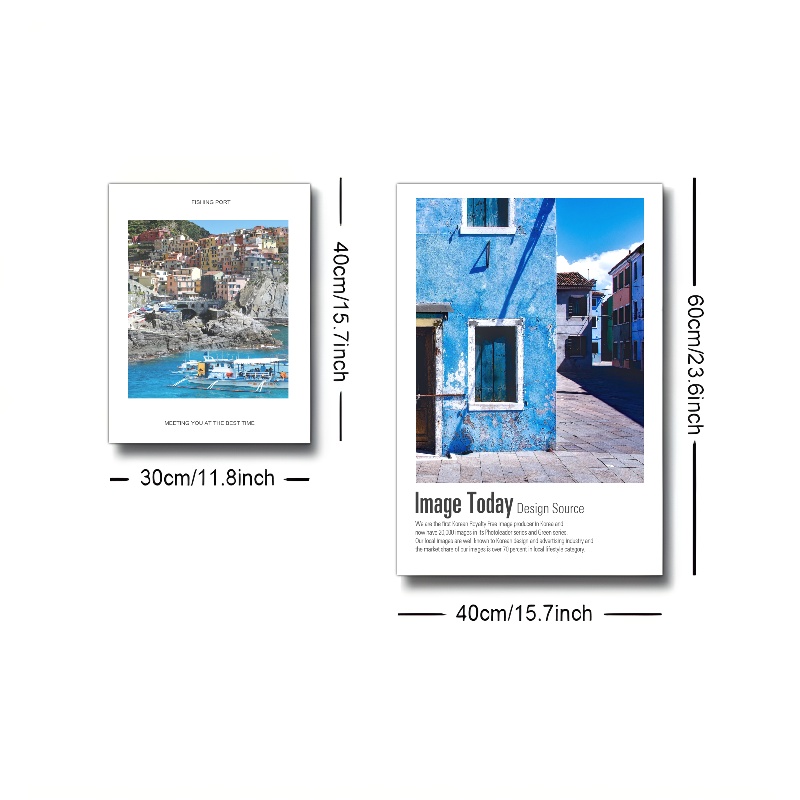 FISHING PORT
MEETING YOU AT THE BEST TIME
40cm/15.7inch
30cm/11.8inch
Image Today Design Source
We are the first Korean Royalty Free image producer in Korea and
now have 20,000 images in its Photoleader series and Green series.
Our local images are well known to Korean design and advertising industry and
the market share of our images is over 70 percent in local lifestyle category.
60cm/23.6inch
40cm/15.7inch